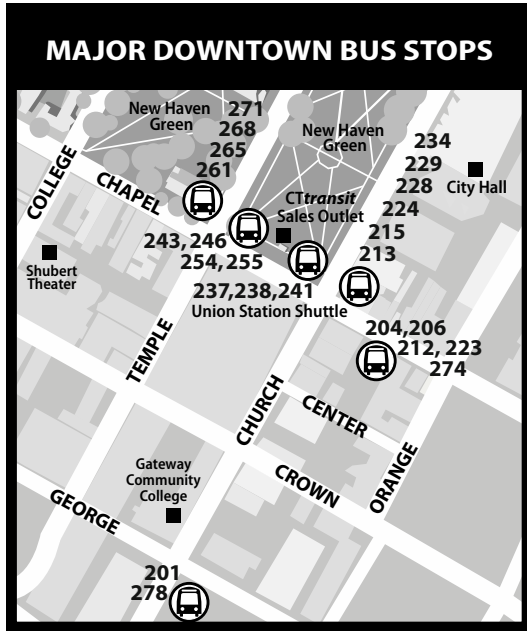 MAJOR DOWNTOWN BUS STOPS
New Haven
Green
271
268
265
261
New Haven
Green
234
229
228
224
215
213
City Hall
COLLEGE
CHAPEL
CTtransit
Sales Outlet
243, 246
254, 255
Shubert
Theater
237,238,241
Union Station Shuttle
204,206
212, 223
274
TEMPLE
CHURCH
CENTER
ORANGE
CROWN
Gateway
Community
College
GEORGE
201
278